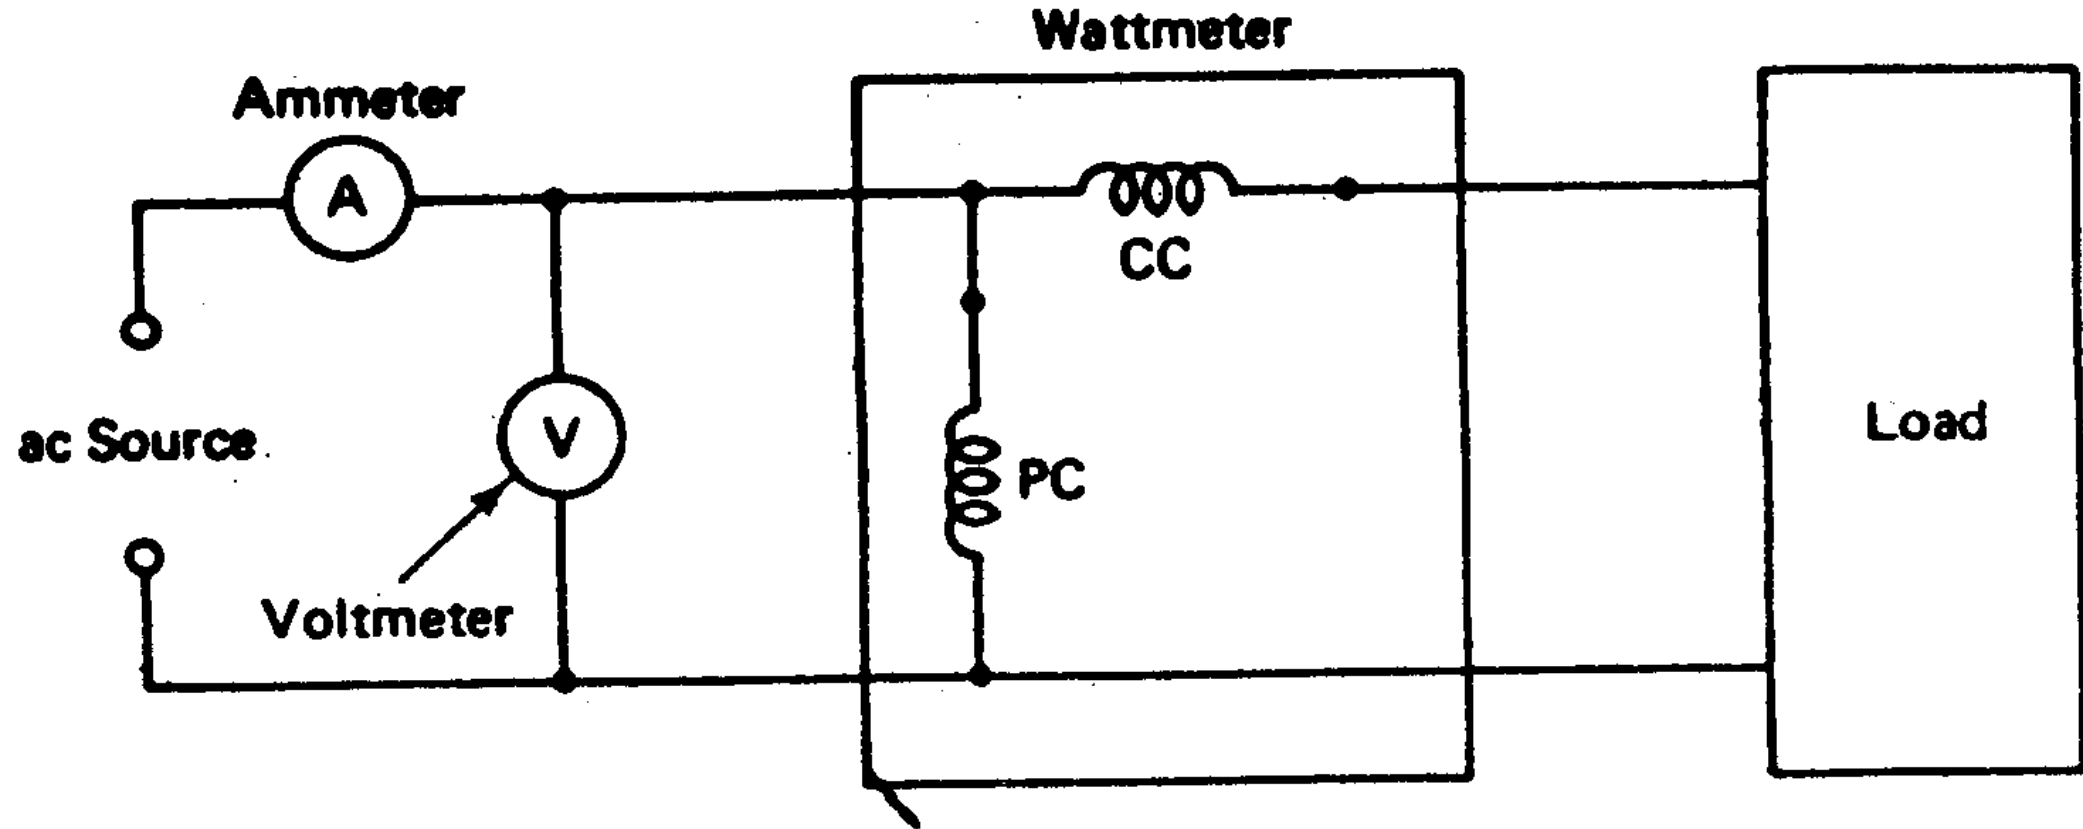 Wattmeter
Ammeter
A
CC
ac Source
V
PC
Load
Voltmeter